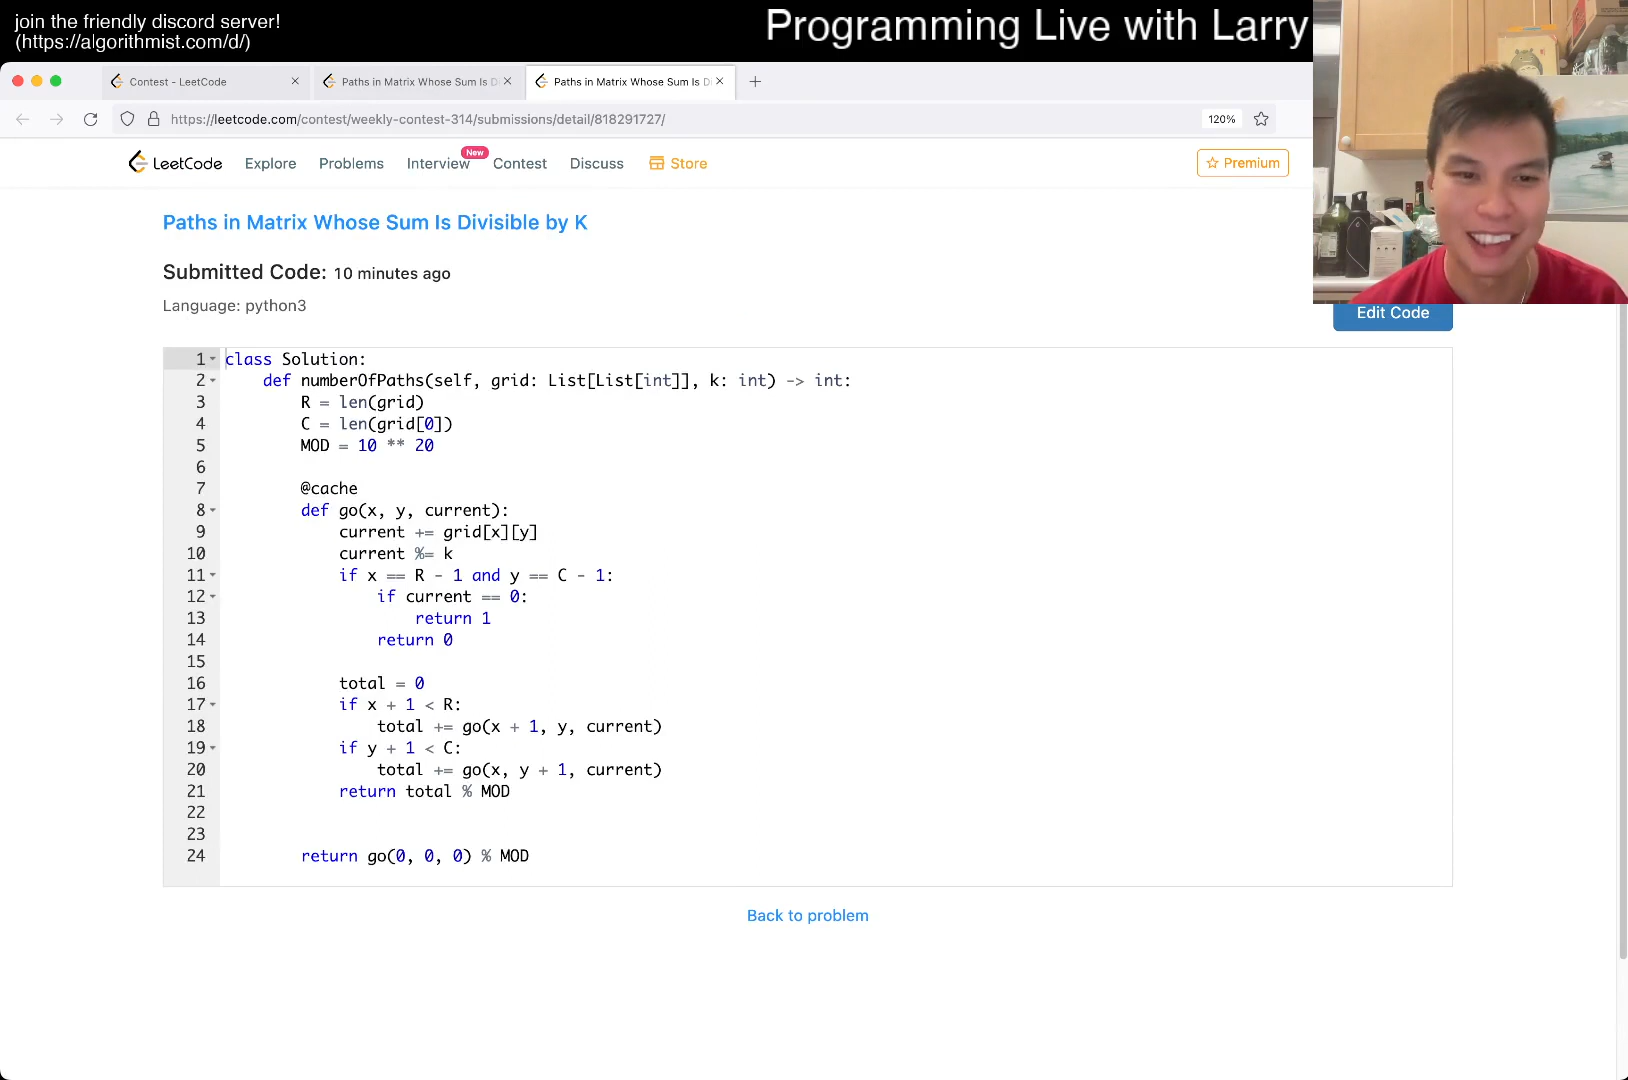 join the friendly discord server!
(https://algorithmist.com/d/)
Programming Live with Larry
Contest - LeetCode
Paths in Matrix Whose Sum Is D
Paths in Matrix Whose Sum Is D
https://leetcode.com/contest/weekly-contest-314/submissions/detail/818291727/
120%
LeetCode
Explore
Problems
Interview
New
Contest
Discuss
Store
Premium
Paths in Matrix Whose Sum Is Divisible by K
Submitted Code: 10 minutes ago
Language: python3
Edit Code
1 class Solution:
2     def numberOfPaths(self, grid: List[List[int]], k: int) -> int:
3         R = len(grid)
4         C = len(grid[0])
5         MOD = 10 ** 20
6
7         @cache
8         def go(x, y, current):
9             current += grid[x][y]
10             current %= k
11             if x == R - 1 and y == C - 1:
12                 if current == 0:
13                     return 1
14                 return 0
15
16             total = 0
17             if x + 1 < R:
18                 total += go(x + 1, y, current)
19             if y + 1 < C:
20                 total += go(x, y + 1, current)
21             return total % MOD
22
23
24         return go(0, 0, 0) % MOD
Back to problem